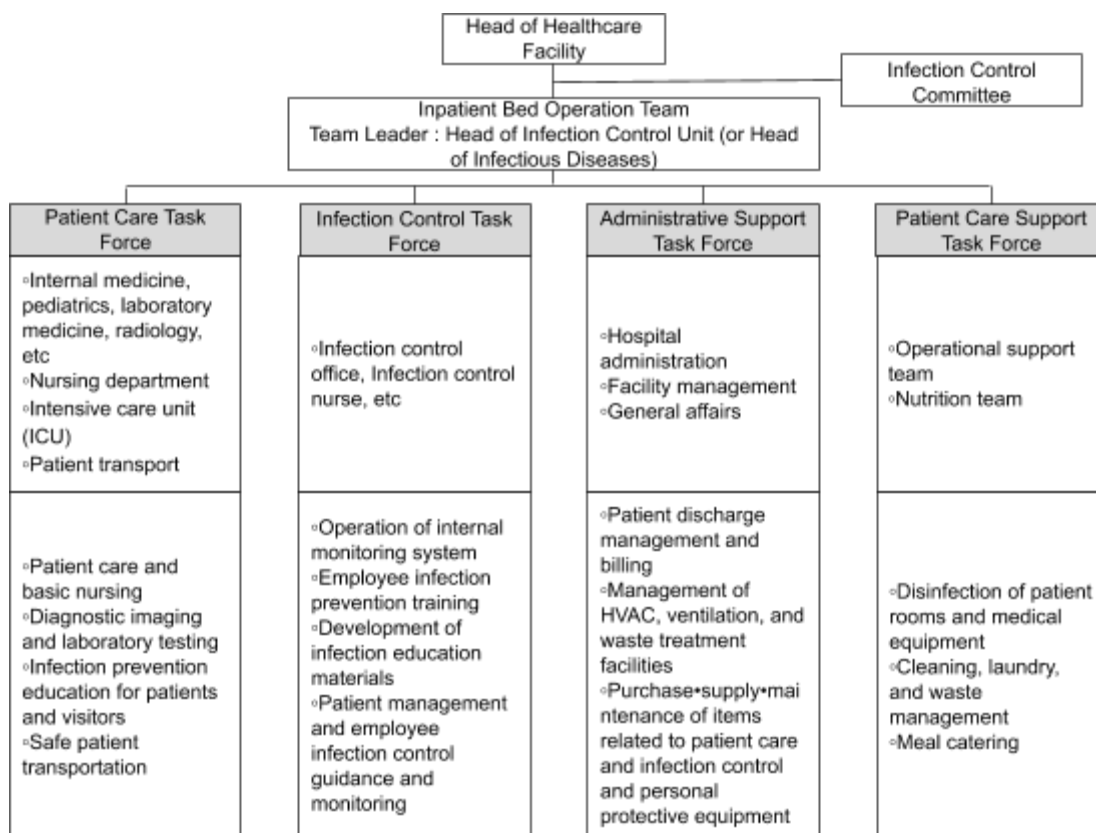 Head of Healthcare
Facility
Infection Control
Committee
Inpatient Bed Operation Team
Team Leader : Head of Infection Control Unit (or Head
of Infectious Diseases)
Patient Care Task
Force
◦Internal medicine,
pediatrics, laboratory
medicine, radiology,
etc
◦Nursing department
◦Intensive care unit
(ICU)
◦Patient transport
◦Patient care and
basic nursing
◦Diagnostic imaging
and laboratory testing
◦Infection prevention
education for patients
and visitors
◦Safe patient
transportation
Infection Control Task
Force
◦Infection control
office, Infection control
nurse, etc
◦Operation of internal
monitoring system
◦Employee infection
prevention training
◦Development of
infection education
materials
◦Patient management
and employee
infection control
guidance and
monitoring
Administrative Support
Task Force
◦Hospital
administration
◦Facility management
◦General affairs
◦Patient discharge
management and
billing
◦Management of
HVAC, ventilation, and
waste treatment
facilities
◦Purchase•supply•mai
ntenance of items
related to patient care
and infection control
and personal
protective equipment
Patient Care Support
Task Force
◦Operational support
team
◦Nutrition team
◦Disinfection of patient
rooms and medical
equipment
◦Cleaning, laundry,
and waste
management
◦Meal catering